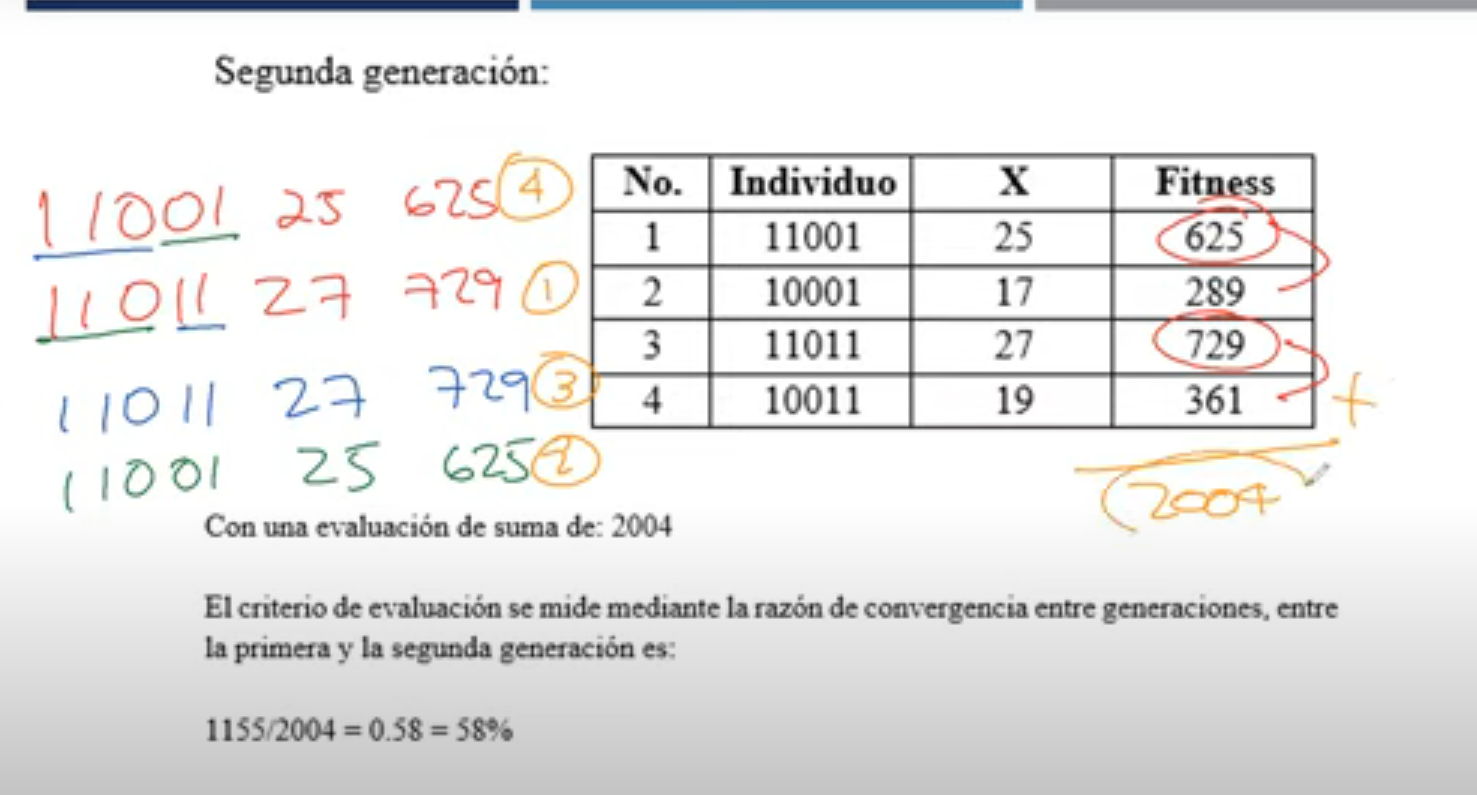 Segunda generación:
11001 25 625 4
11011 27 729 1
11011 27 729 3
11001 25 625 2
No. Individuo X Fitness
1 11001 25 625
2 10001 17 289
3 11011 27 729
4 10011 19 361
+
2004
Con una evaluación de suma de: 2004
El criterio de evaluación se mide mediante la razón de convergencia entre generaciones, entre
la primera y la segunda generación es:
1155/2004 = 0.58 = 58%